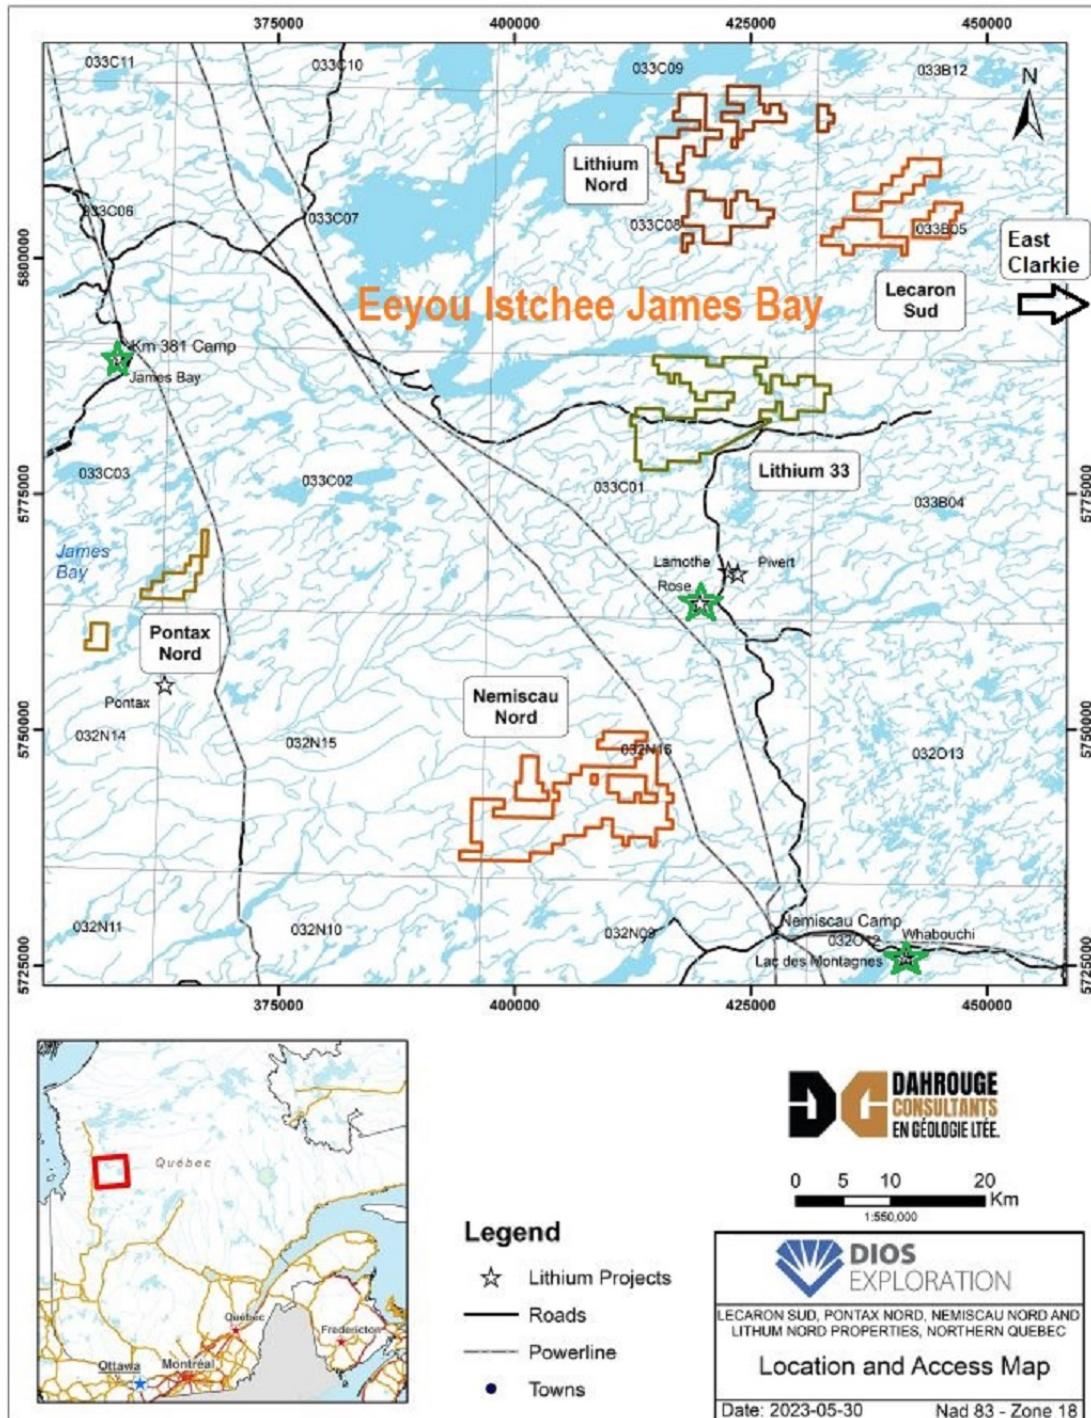 375000
400000
425000
450000
033C11
033C10
033C09
033B12
N
Lithium
Nord
033C06
033C07
033C08
033B05
East
Clarkie
5800000
5800000
Eeyou Istchee James Bay
Lecaron
Sud
Km 381 Camp
James Bay
033C03
033C02
033C01
Lithium 33
5775000
5775000
033B04
James
Bay
Lamothe
Pivert
Rose
Pontax
Nord
Pontax
Nemiscau
Nord
032N14
032N15
032N16
032O13
5750000
5750000
032N11
032N10
032N09
Nemiscau Camp
032O12
Whabouchi
Lac des Montagnes
5725000
5725000
375000
400000
425000
450000
Québec
Québec
Fredericton
Ottawa
Montréal
Legend
Lithium Projects
Roads
Powerline
Towns
DAHROUGE
CONSULTANTS
EN GÉOLOGIE LTÉE.
0 5 10 20
Km
1:550,000
DIOS
EXPLORATION
LECARON SUD, PONTAX NORD, NEMISCAU NORD AND
LITHUM NORD PROPERTIES, NORTHERN QUEBEC
Location and Access Map
Date: 2023-05-30 Nad 83 - Zone 18